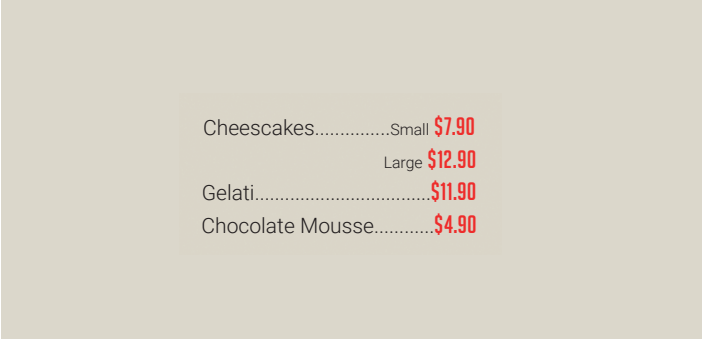 Cheescakes...............Small $7.90
Large $12.90
Gelati...................................$11.90
Chocolate Mousse............$4.90